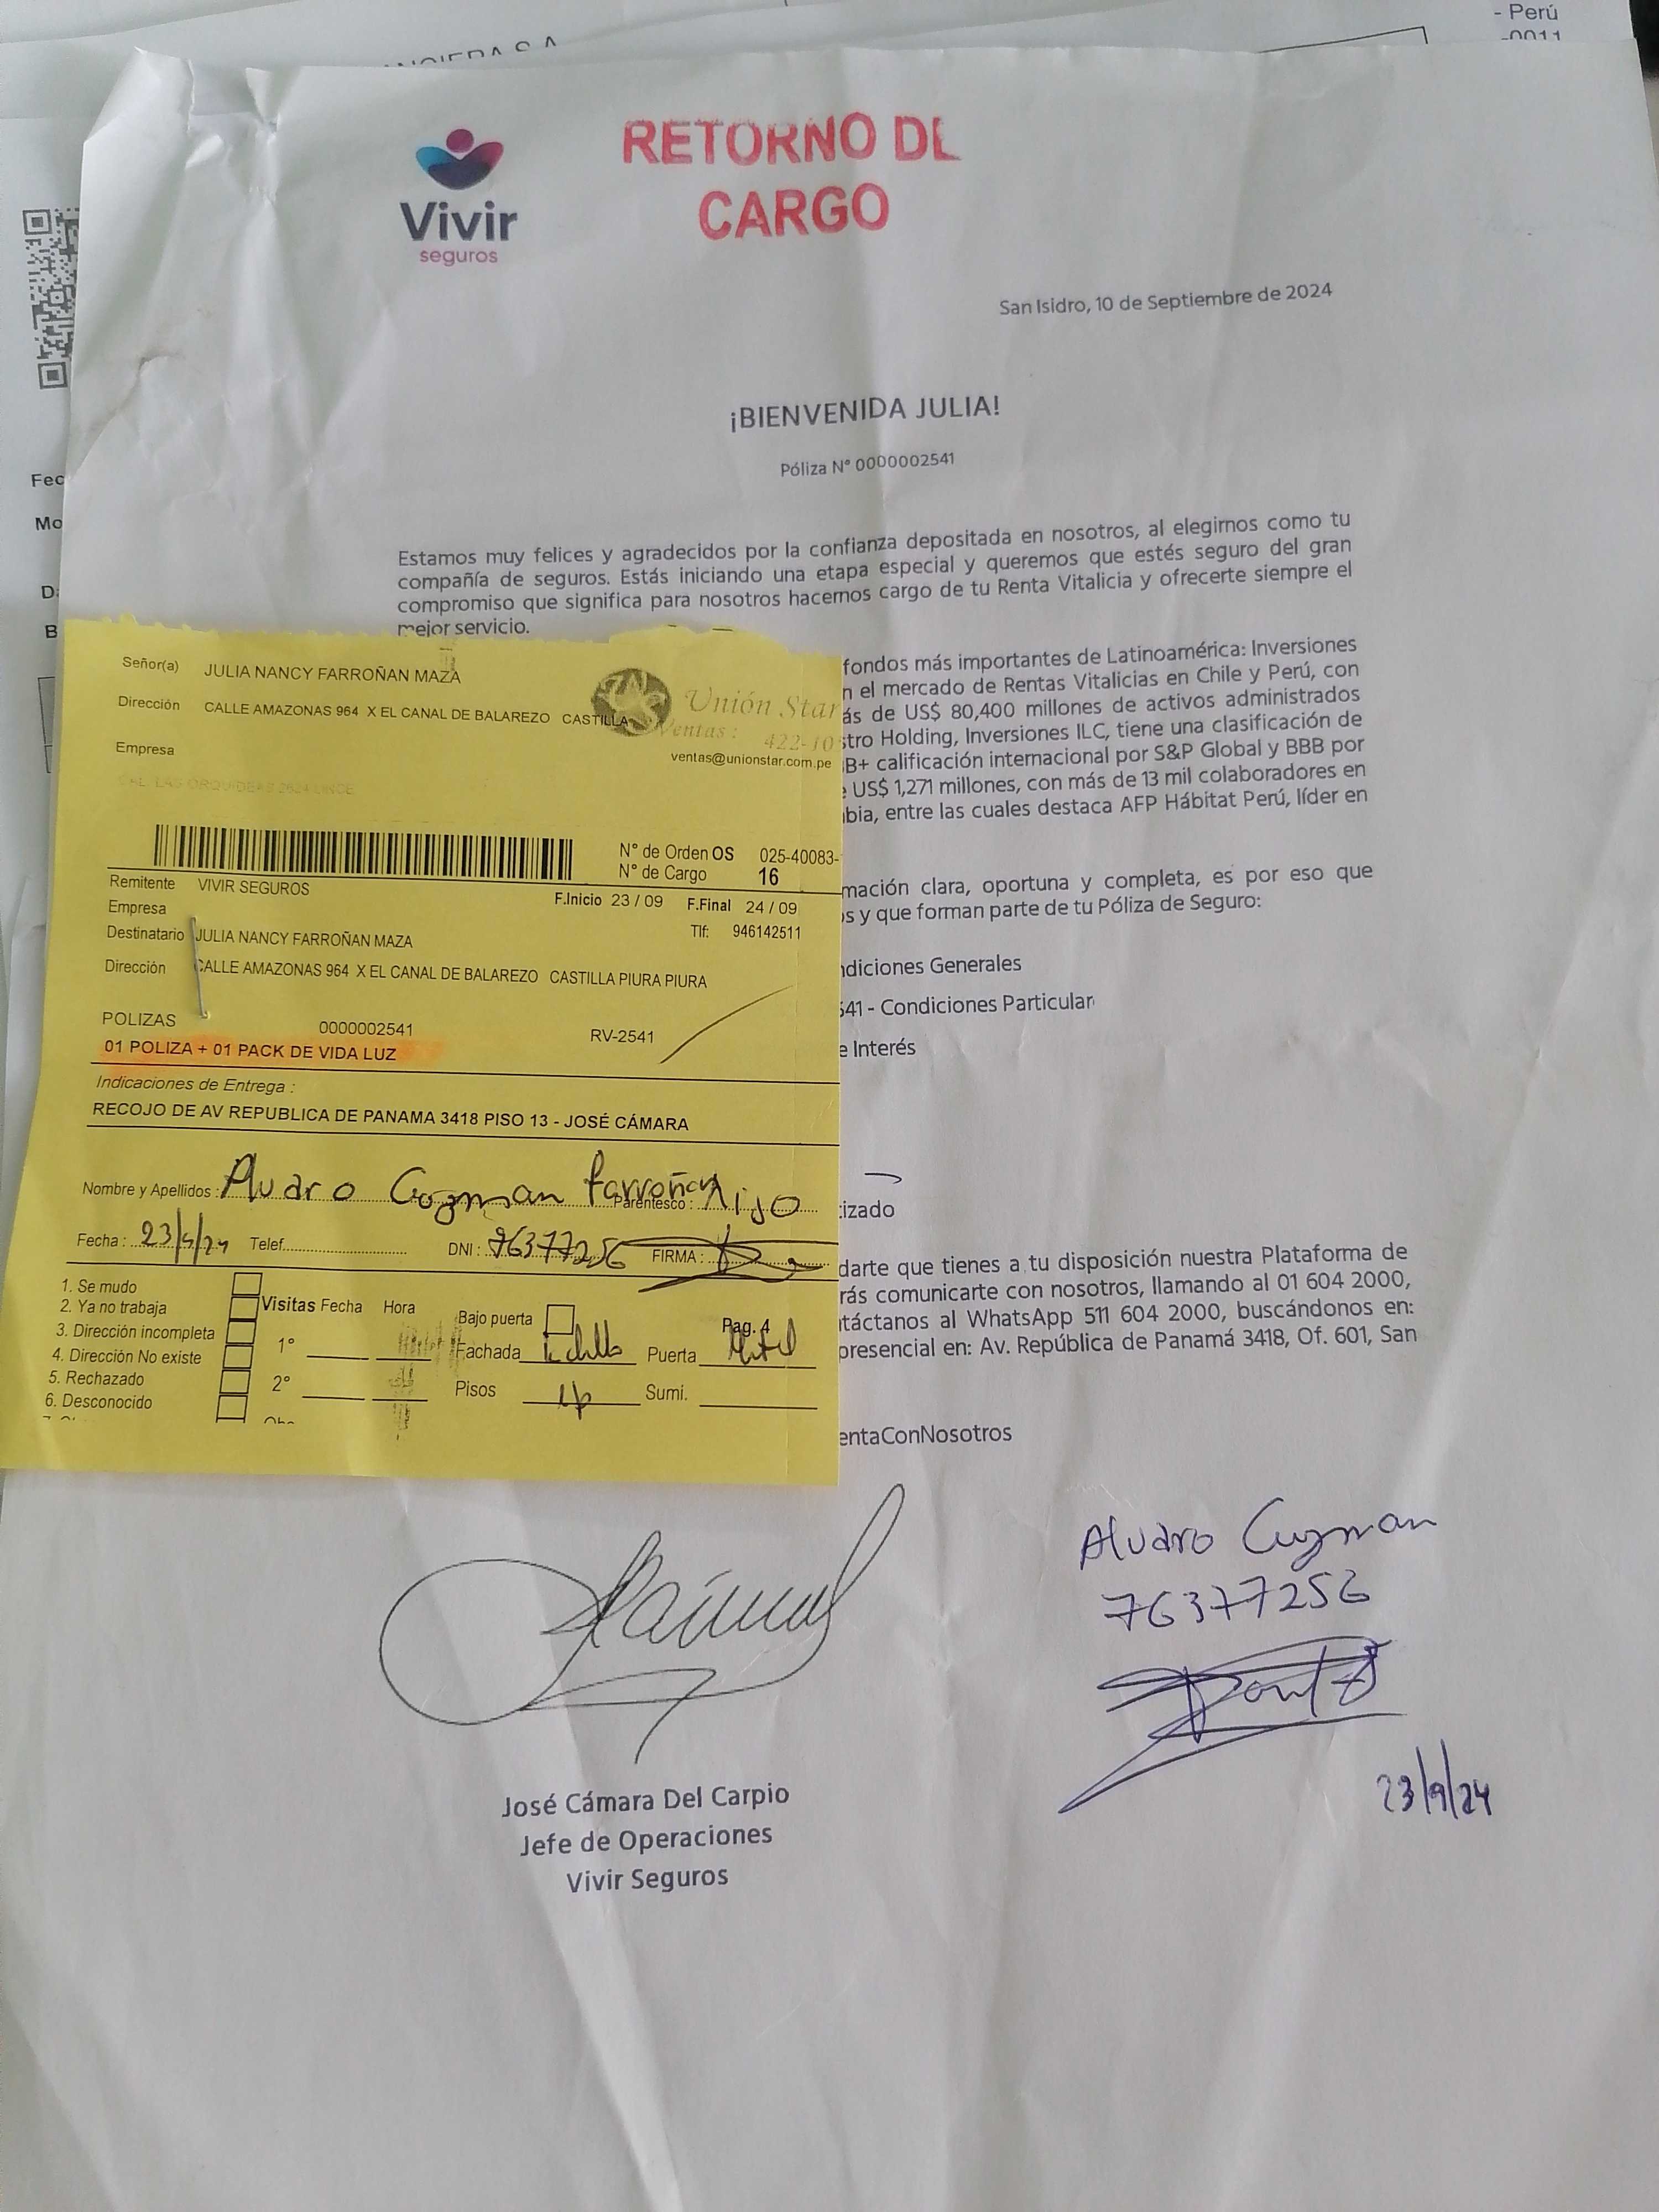 - Perú
-0011
RETORNO DE
CARGO
Vivir
seguros
San Isidro, 10 de Septiembre de 2024
¡BIENVENIDA JULIA!
Póliza N° 0000002541
Fec
Mo
B
Estamos muy felices y agradecidos por la confianza depositada en nosotros, al elegirnos como tu
compañía de seguros. Estás iniciando una etapa especial y queremos que estés seguro del gran
compromiso que significa para nosotros hacernos cargo de tu Renta Vitalicia y ofrecerte siempre el
mejor servicio.
fondos más importantes de Latinoamérica: Inversiones
n el mercado de Rentas Vitalicias en Chile y Perú, con
ás de US$ 80,400 millones de activos administrados
stro Holding, Inversiones ILC, tiene una clasificación de
B+ calificación internacional por S&P Global y BBB por
US$ 1,271 millones, con más de 13 mil colaboradores en
bia, entre las cuales destaca AFP Hábitat Perú, líder en
mación clara, oportuna y completa, es por eso que
s y que forman parte de tu Póliza de Seguro:
ndiciones Generales
541 - Condiciones Particular
e Interés
tizado
darte que tienes a tu disposición nuestra Plataforma de
rás comunicarte con nosotros, llamando al 01 604 2000,
ntáctanos al WhatsApp 511 604 2000, buscándonos en:
presencial en: Av. República de Panamá 3418, Of. 601, San
entaConNosotros
Señor(a) JULIA NANCY FARROÑAN MAZA
Dirección CALLE AMAZONAS 964 X EL CANAL DE BALAREZO CASTILLA
Unión Star
Ventas: 422-10
Empresa
ventas@unionstar.com.pe
CAL. LAS ORQUIDEAS 2624 LINCE
N° de Orden OS 025-40083-
N° de Cargo 16
Remitente VIVIR SEGUROS
F.Inicio 23 / 09 F.Final 24 / 09
Empresa
Tlf: 946142511
Destinatario JULIA NANCY FARROÑAN MAZA
Dirección CALLE AMAZONAS 964 X EL CANAL DE BALAREZO CASTILLA PIURA PIURA
POLIZAS 0000002541 RV-2541
01 POLIZA + 01 PACK DE VIDA LUZ
Indicaciones de Entrega :
RECOJO DE AV REPUBLICA DE PANAMA 3418 PISO 13 - JOSÉ CÁMARA
Nombre y Apellidos : Alvaro Guzman Farroñan Parentesco : Hijo
Fecha : 23/9/24 Telef. DNI : 76377256 FIRMA :
1. Se mudo
2. Ya no trabaja
3. Dirección incompleta
4. Dirección No existe
5. Rechazado
6. Desconocido
Visitas Fecha Hora
1°
2°
Obs
Bajo puerta Pag. 4
Fachada Ladrillo Puerta Metal
Pisos 1p Sumi.
José Cámara Del Carpio
Jefe de Operaciones
Vivir Seguros
Alvaro Guzman
76377256
23/9/24